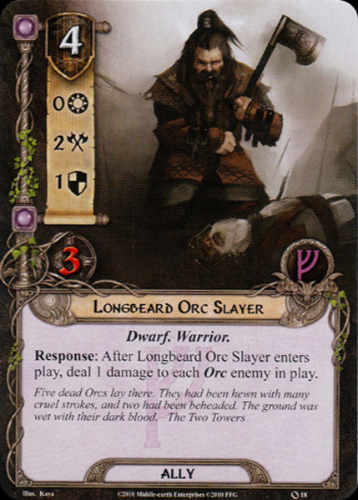 4
0
2
1
3
LONGBEARD ORC SLAYER
Dwarf. Warrior.
Response: After Longbeard Orc Slayer enters
play, deal 1 damage to each Orc enemy in play.
Five dead Orcs lay there. They had been hewn with many
cruel strokes, and two had been beheaded. The ground
was wet with their dark blood. -The Two Towers
ALLY
Illus. Kaya ©2010 Middle-earth Enterprises ©2010 FFG 18